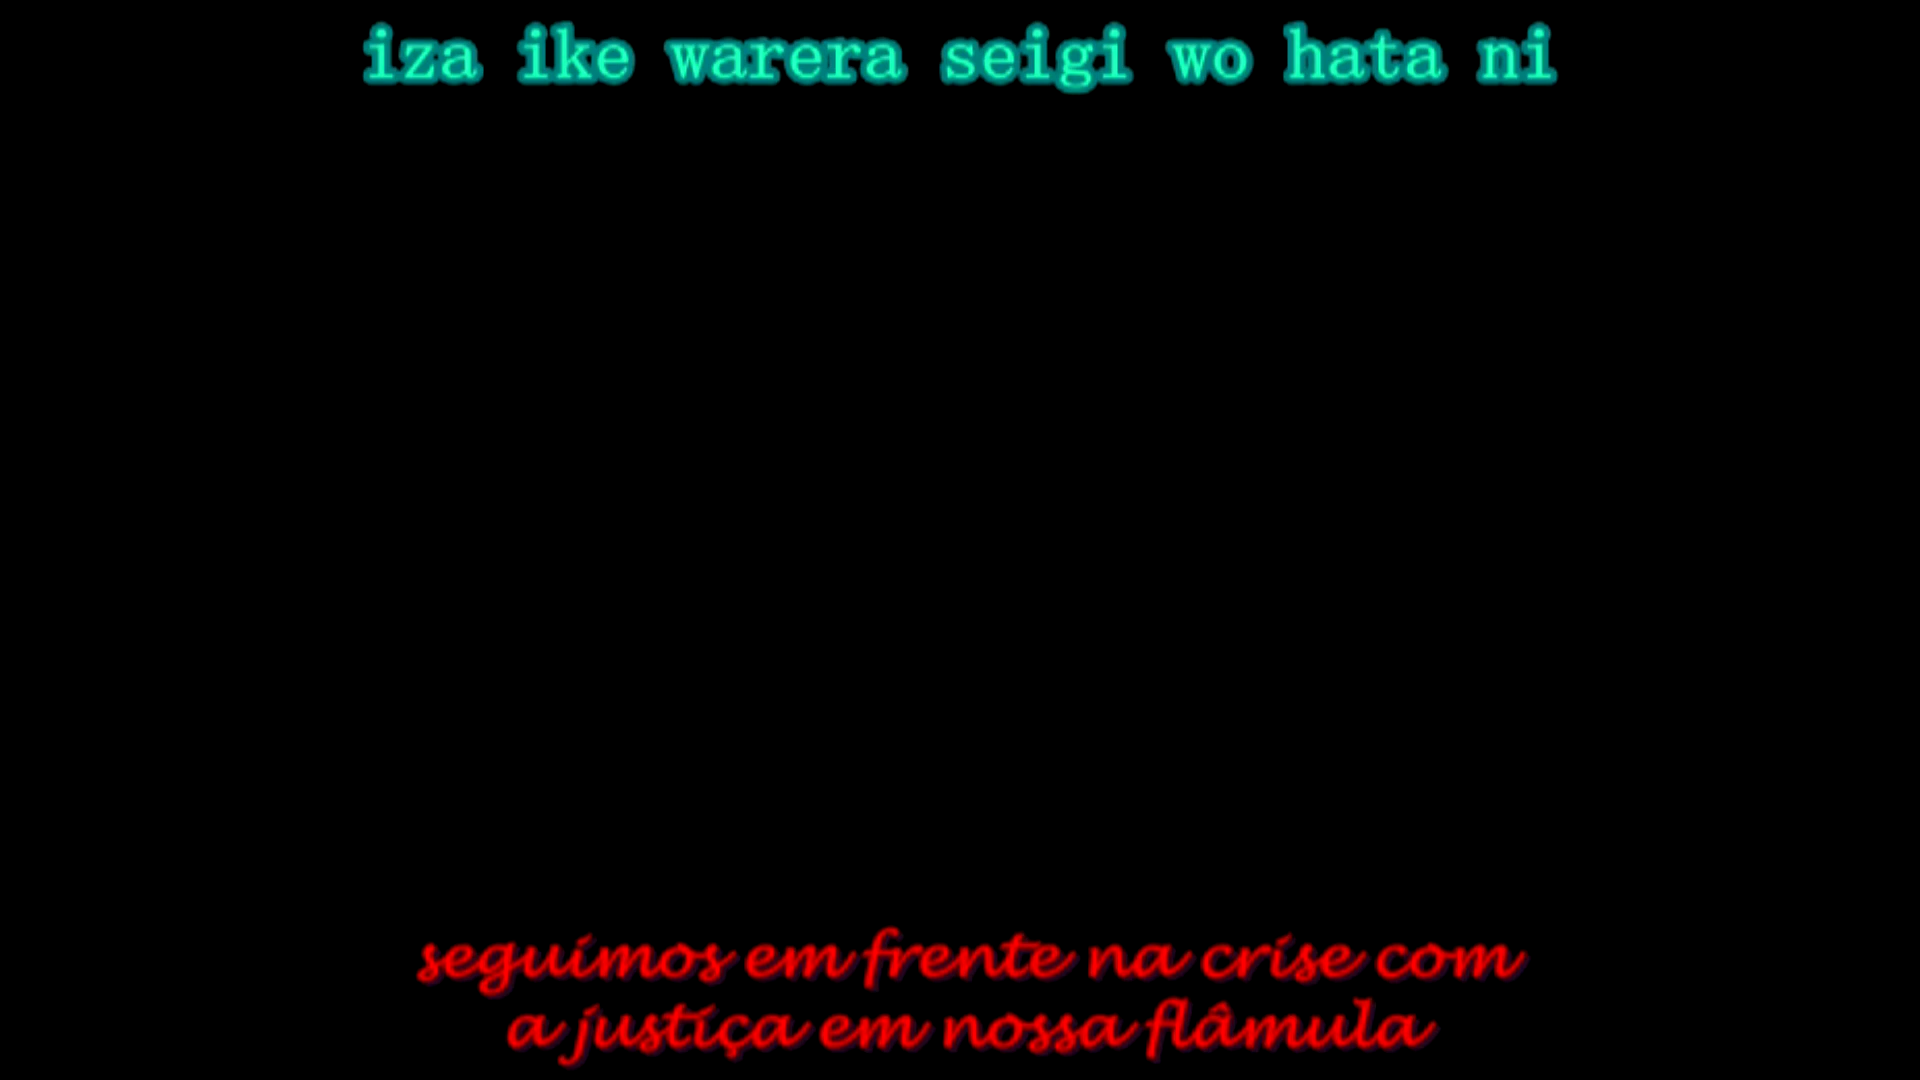 iza ike warera seigi wo hata ni
seguimos em frente na crise com
a justiça em nossa flâmula